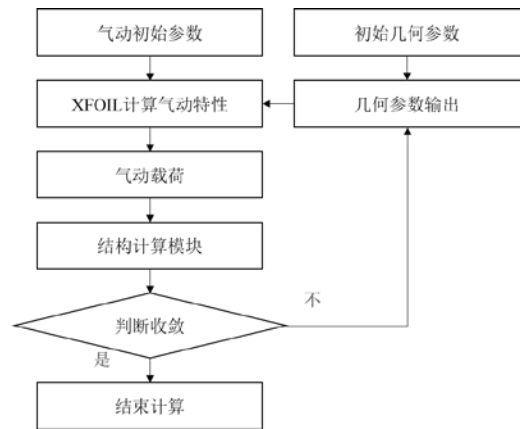 气动初始参数
初始几何参数
XFOIL计算气动特性
几何参数输出
气动载荷
结构计算模块
不
判断收敛
是
结束计算